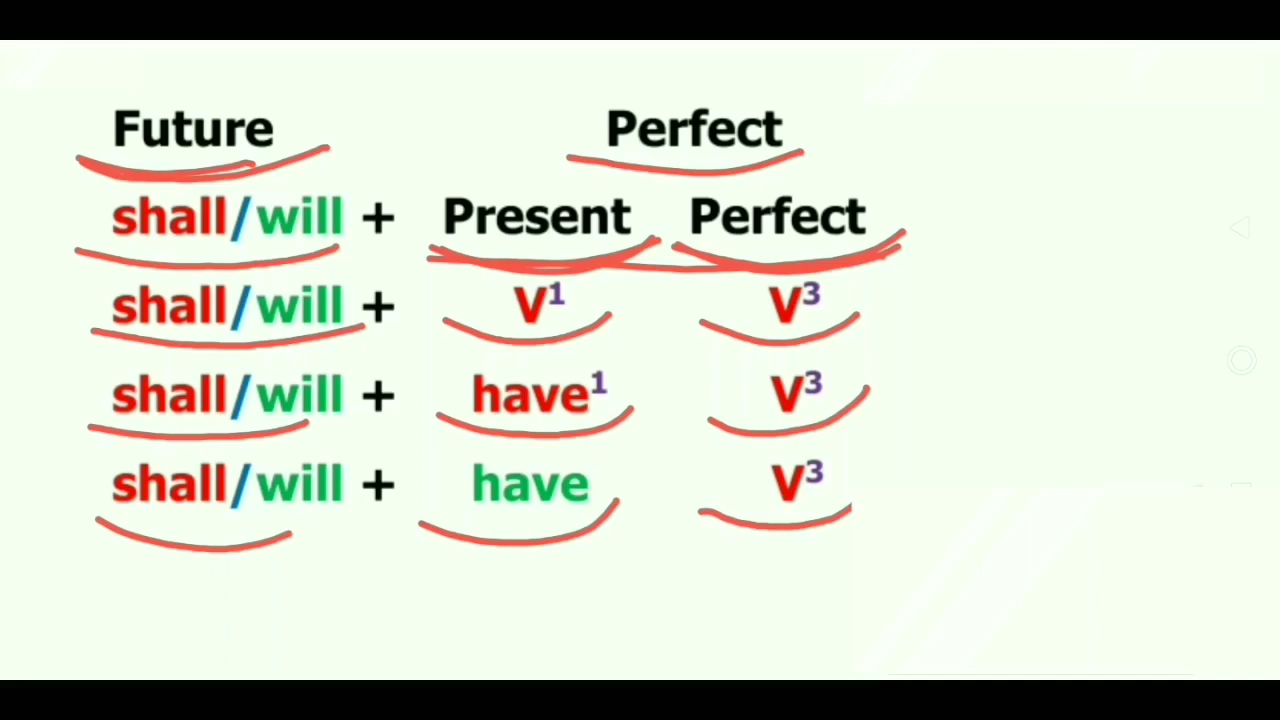 Future Perfect
shall/will + Present Perfect
shall/will + V¹ V³
shall/will + have¹ V³
shall/will + have V³